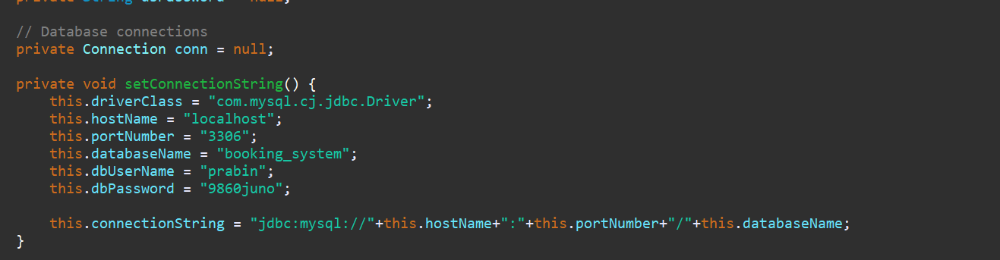 // Database connections
private Connection conn = null;
private void setConnectionString() {
this.driverClass = "com.mysql.cj.jdbc.Driver";
this.hostName = "localhost";
this.portNumber = "3306";
this.databaseName = "booking_system";
this.dbUserName = "prabin";
this.dbPassword = "9860juno";
this.connectionString = "jdbc:mysql://"+this.hostName+":"+this.portNumber+"/"+this.databaseName;
}